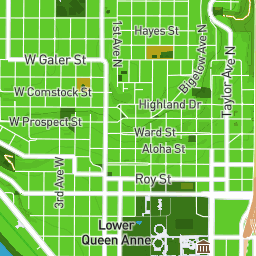 Hayes St
1st Ave N
Bigelow Ave N
Taylor Ave N
W Galer St
W Comstock St
Highland Dr
W Prospect St
Ward St
Aloha St
3rd Ave W
Roy St
Lower
Queen Anne